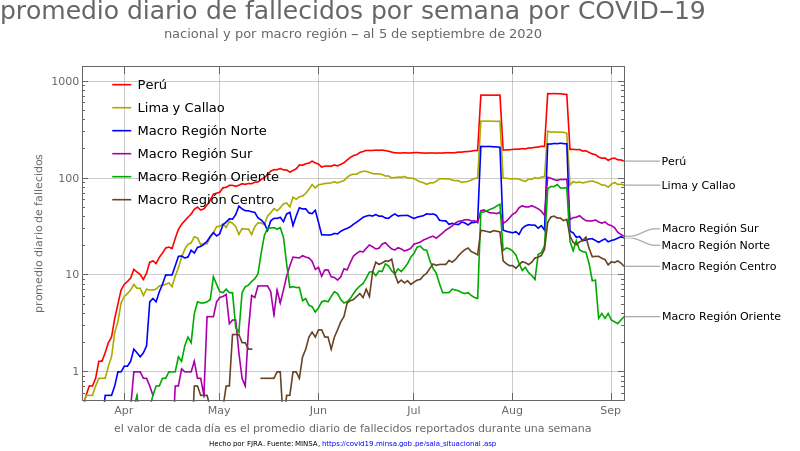 promedio diario de fallecidos por semana por COVID−19
nacional y por macro región − al 5 de septiembre de 2020
promedio diario de fallecidos
1000
100
10
1
Perú
Lima y Callao
Macro Región Norte
Macro Región Sur
Macro Región Oriente
Macro Región Centro
Perú
Lima y Callao
Macro Región Sur
Macro Región Norte
Macro Región Centro
Macro Región Oriente
Apr May Jun Jul Aug Sep
el valor de cada día es el promedio diario de fallecidos reportados durante una semana
Hecho por FJRA. Fuente: MINSA, https://covid19.minsa.gob.pe/sala_situacional.asp